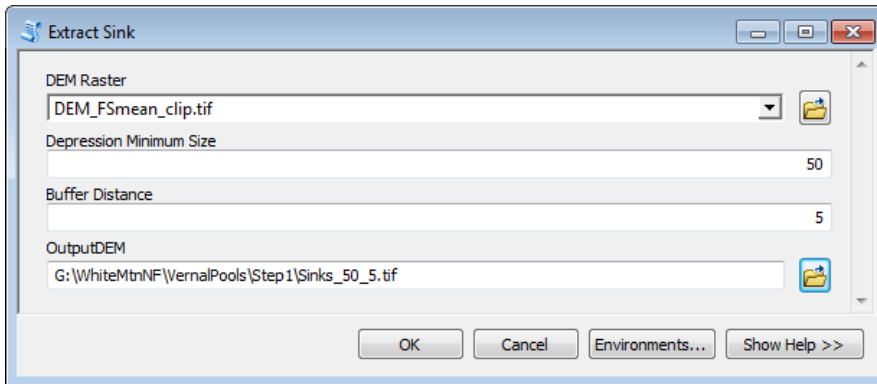 Extract Sink
DEM Raster
DEM_FSmean_clip.tif
Depression Minimum Size
50
Buffer Distance
5
OutputDEM
G:\WhiteMtnNF\VernalPools\Step1\Sinks_50_5.tif
OK Cancel Environments... Show Help >>